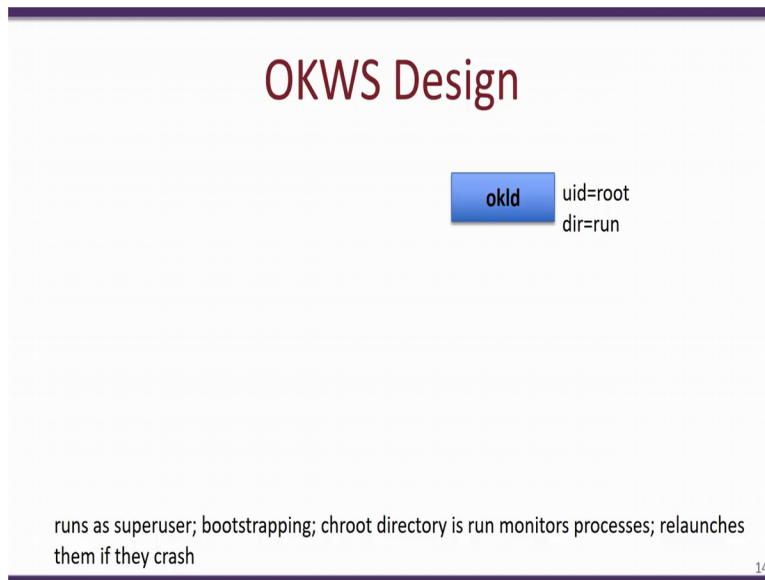 OKWS Design
okld
uid=root
dir=run
runs as superuser; bootstrapping; chroot directory is run monitors processes; relaunches
them if they crash
14